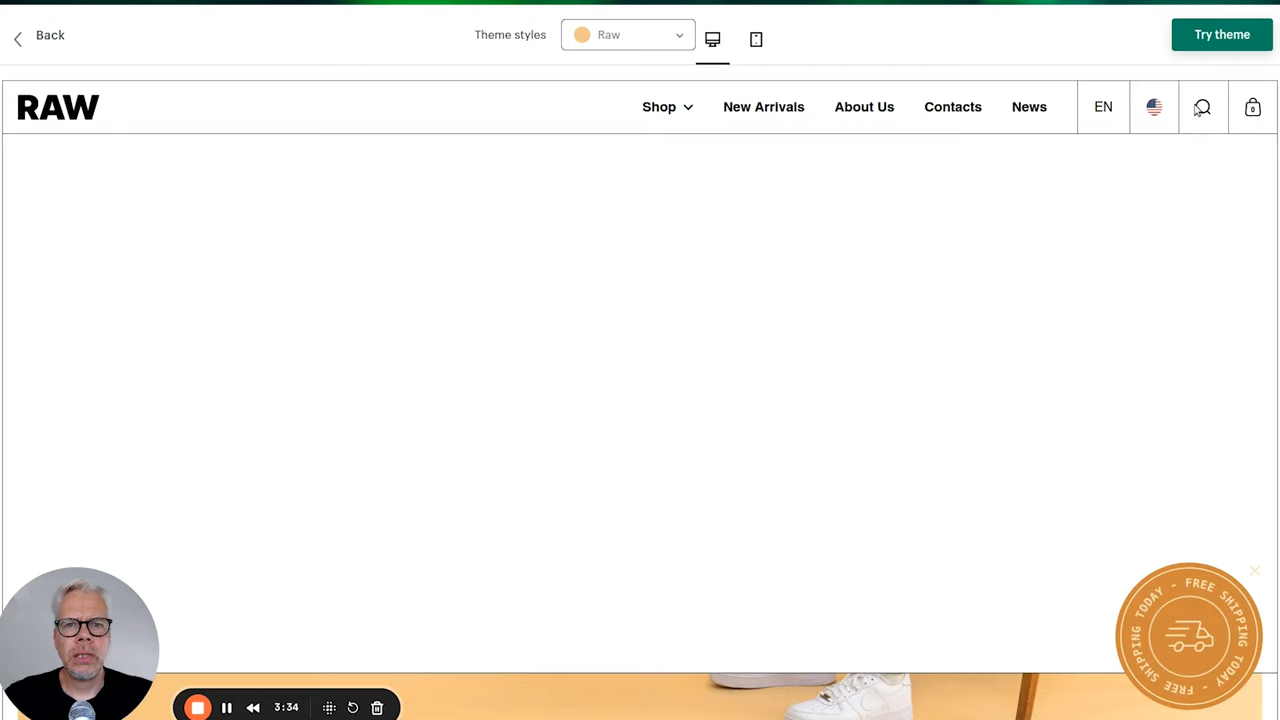 Back
Theme styles
Raw
Try theme
RAW
Shop
New Arrivals
About Us
Contacts
News
EN
0
FREE SHIPPING TODAY - FREE SHIPPING TODAY -
3:34